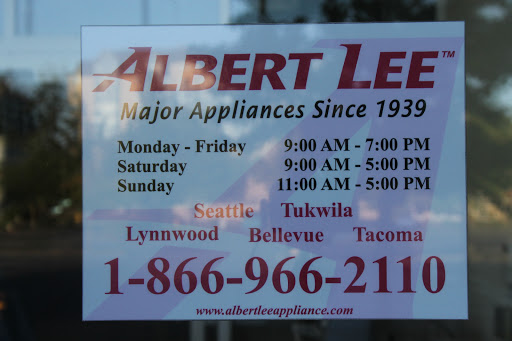 ALBERT LEE™
Major Appliances Since 1939
Monday - Friday 9:00 AM - 7:00 PM
Saturday 9:00 AM - 5:00 PM
Sunday 11:00 AM - 5:00 PM
Seattle Tukwila
Lynnwood Bellevue Tacoma
1-866-966-2110
www.albertleeappliance.com